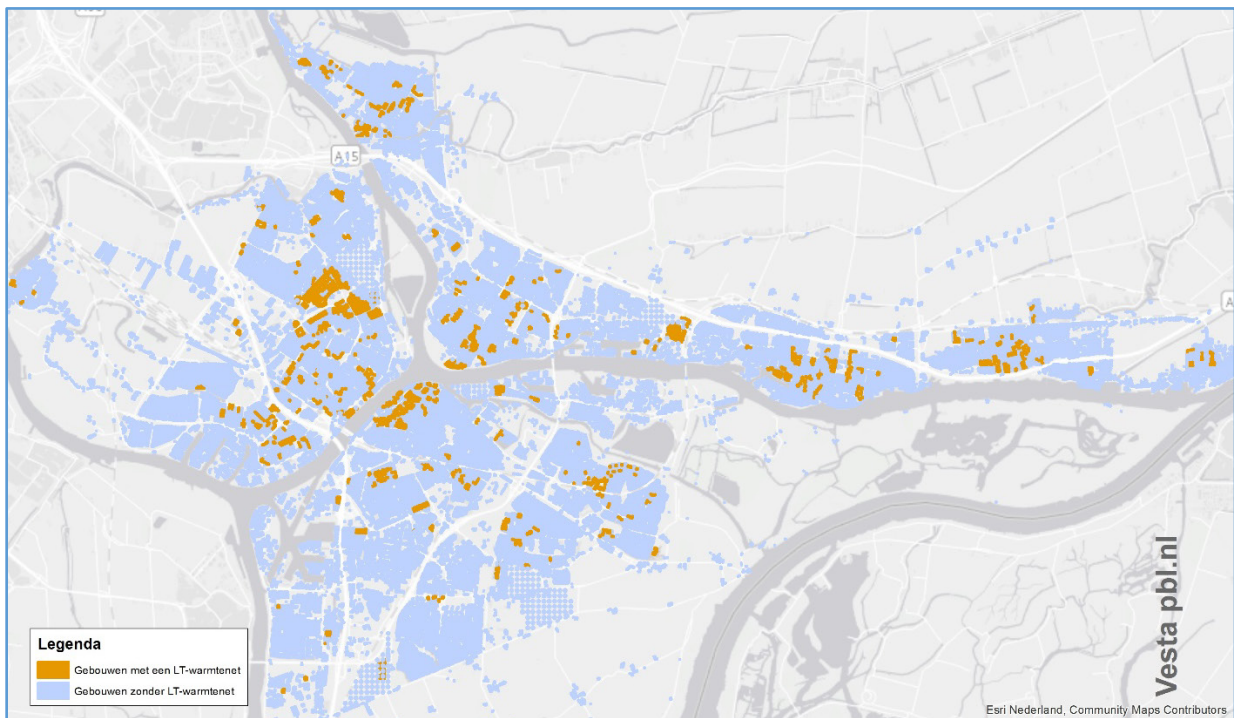 A15
A
Legenda
Gebouwen met een LT-warmtenet
Gebouwen zonder LT-warmtenet
Vesta pbl.nl
Esri Nederland, Community Maps Contributors